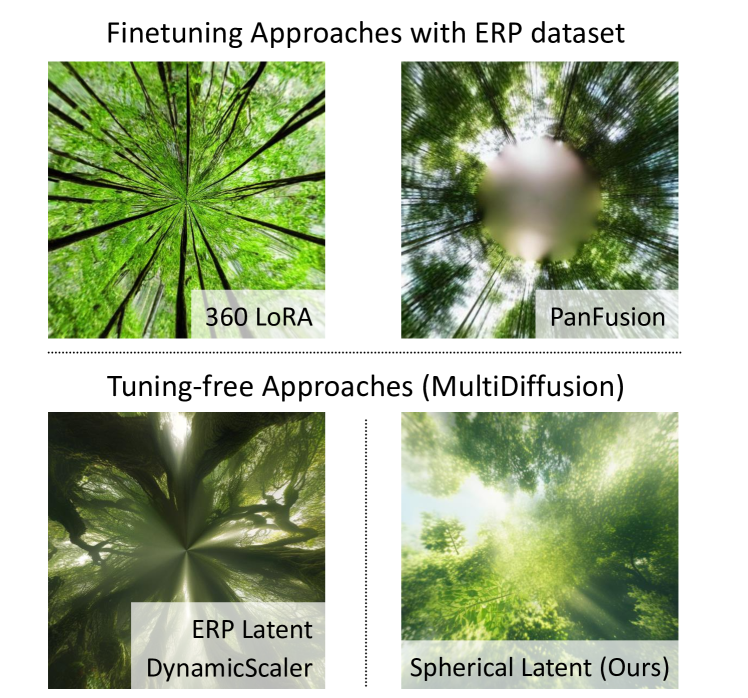 Finetuning Approaches with ERP dataset
360 LoRA
PanFusion
Tuning-free Approaches (MultiDiffusion)
ERP Latent
DynamicScaler
Spherical Latent (Ours)